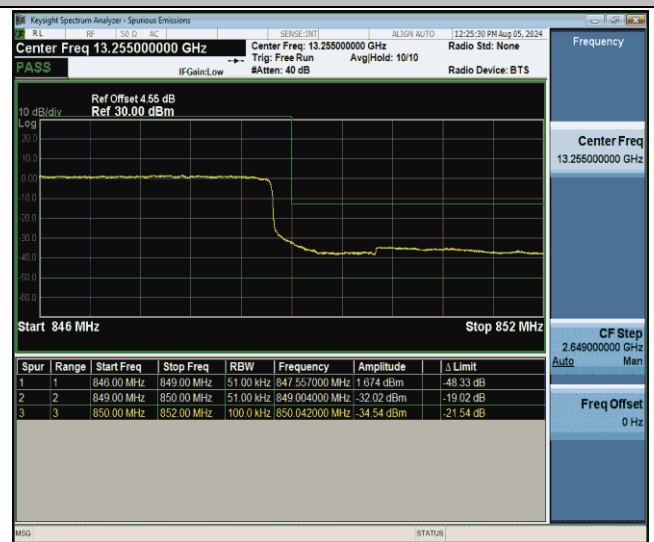 Keysight Spectrum Analyzer - Spurious Emissions
RL RF 50 Ω AC SENSE:INT ALIGN AUTO 12:25:30 PM Aug 05, 2024
Center Freq 13.255000000 GHz
PASS
IFGain:Low
Center Freq: 13.255000000 GHz
Trig: Free Run Avg|Hold: 10/10
#Atten: 40 dB
Radio Std: None
Radio Device: BTS
Ref Offset 4.55 dB
10 dB/div Ref 30.00 dBm
Log
20.0
10.0
0.00
-10.0
-20.0
-30.0
-40.0
-50.0
-60.0
Start 846 MHz Stop 852 MHz
Spur Range Start Freq Stop Freq RBW Frequency Amplitude Δ Limit
1 1 846.00 MHz 849.00 MHz 51.00 kHz 847.557000 MHz 1.674 dBm -48.33 dB
2 2 849.00 MHz 850.00 MHz 51.00 kHz 849.004000 MHz -32.02 dBm -19.02 dB
3 3 850.00 MHz 852.00 MHz 100.0 kHz 850.042000 MHz -34.54 dBm -21.54 dB
Frequency
Center Freq
13.255000000 GHz
CF Step
2.649000000 GHz
Auto Man
Freq Offset
0 Hz
MSG STATUS